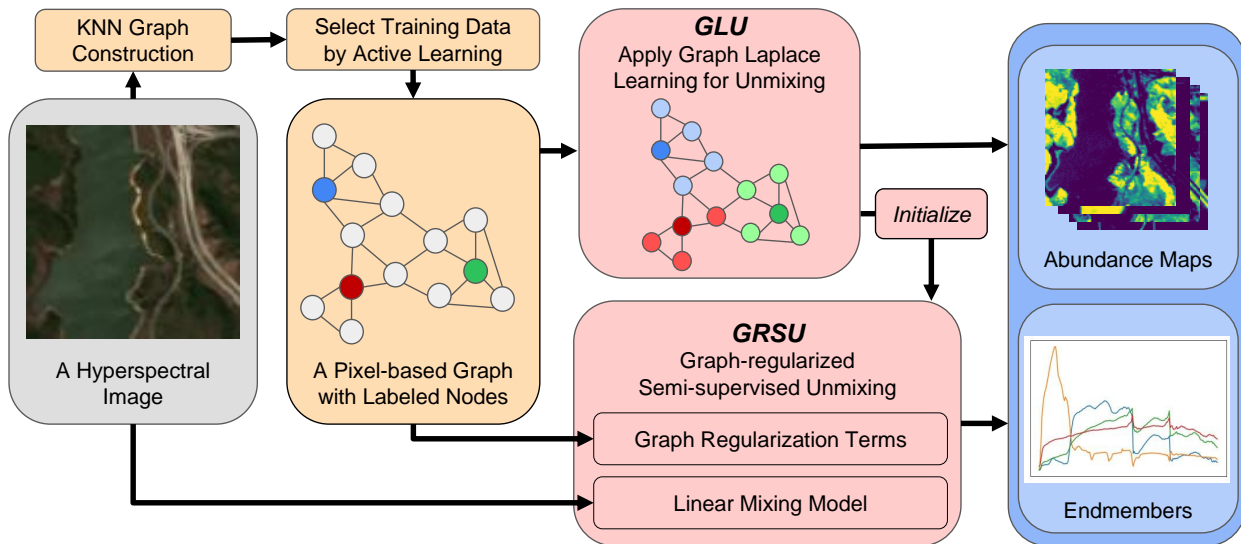 KNN Graph
Construction
Select Training Data
by Active Learning
GLU
Apply Graph Laplace
Learning for Unmixing
Initialize
Abundance Maps
A Hyperspectral
Image
A Pixel-based Graph
with Labeled Nodes
GRSU
Graph-regularized
Semi-supervised Unmixing
Graph Regularization Terms
Linear Mixing Model
Endmembers